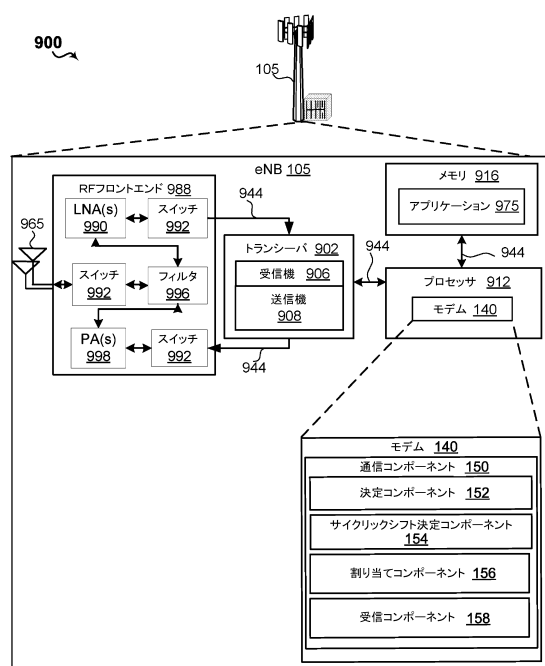 900
105
eNB 105
RFフロントエンド 988
LNA(s)
990
スイッチ
992
944
965
スイッチ
992
フィルタ
996
PA(s)
998
スイッチ
992
944
トランシーバ 902
受信機 906
送信機
908
944
メモリ 916
アプリケーション 975
944
プロセッサ 912
モデム 140
モデム 140
通信コンポーネント 150
決定コンポーネント 152
サイクリックシフト決定コンポーネント
154
割り当てコンポーネント 156
受信コンポーネント 158